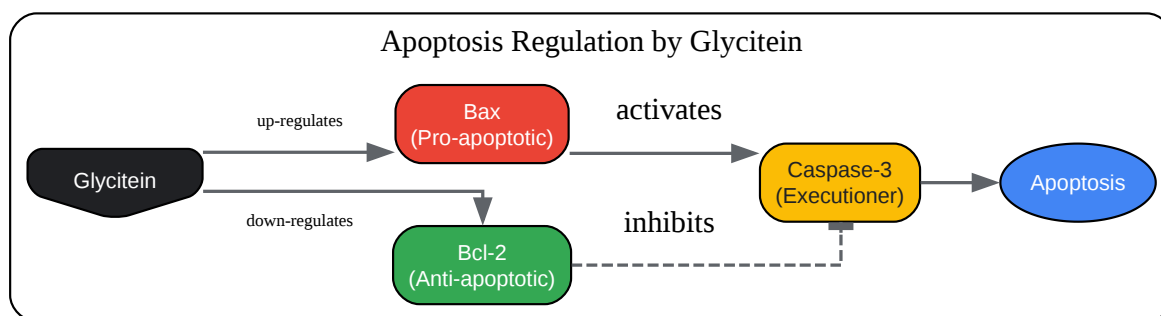 Apoptosis Regulation by Glycitein
up-regulates
Bax
(Pro-apoptotic)
activates
Glycitein
Caspase-3
(Executioner)
Apoptosis
down-regulates
inhibits
Bcl-2
(Anti-apoptotic)